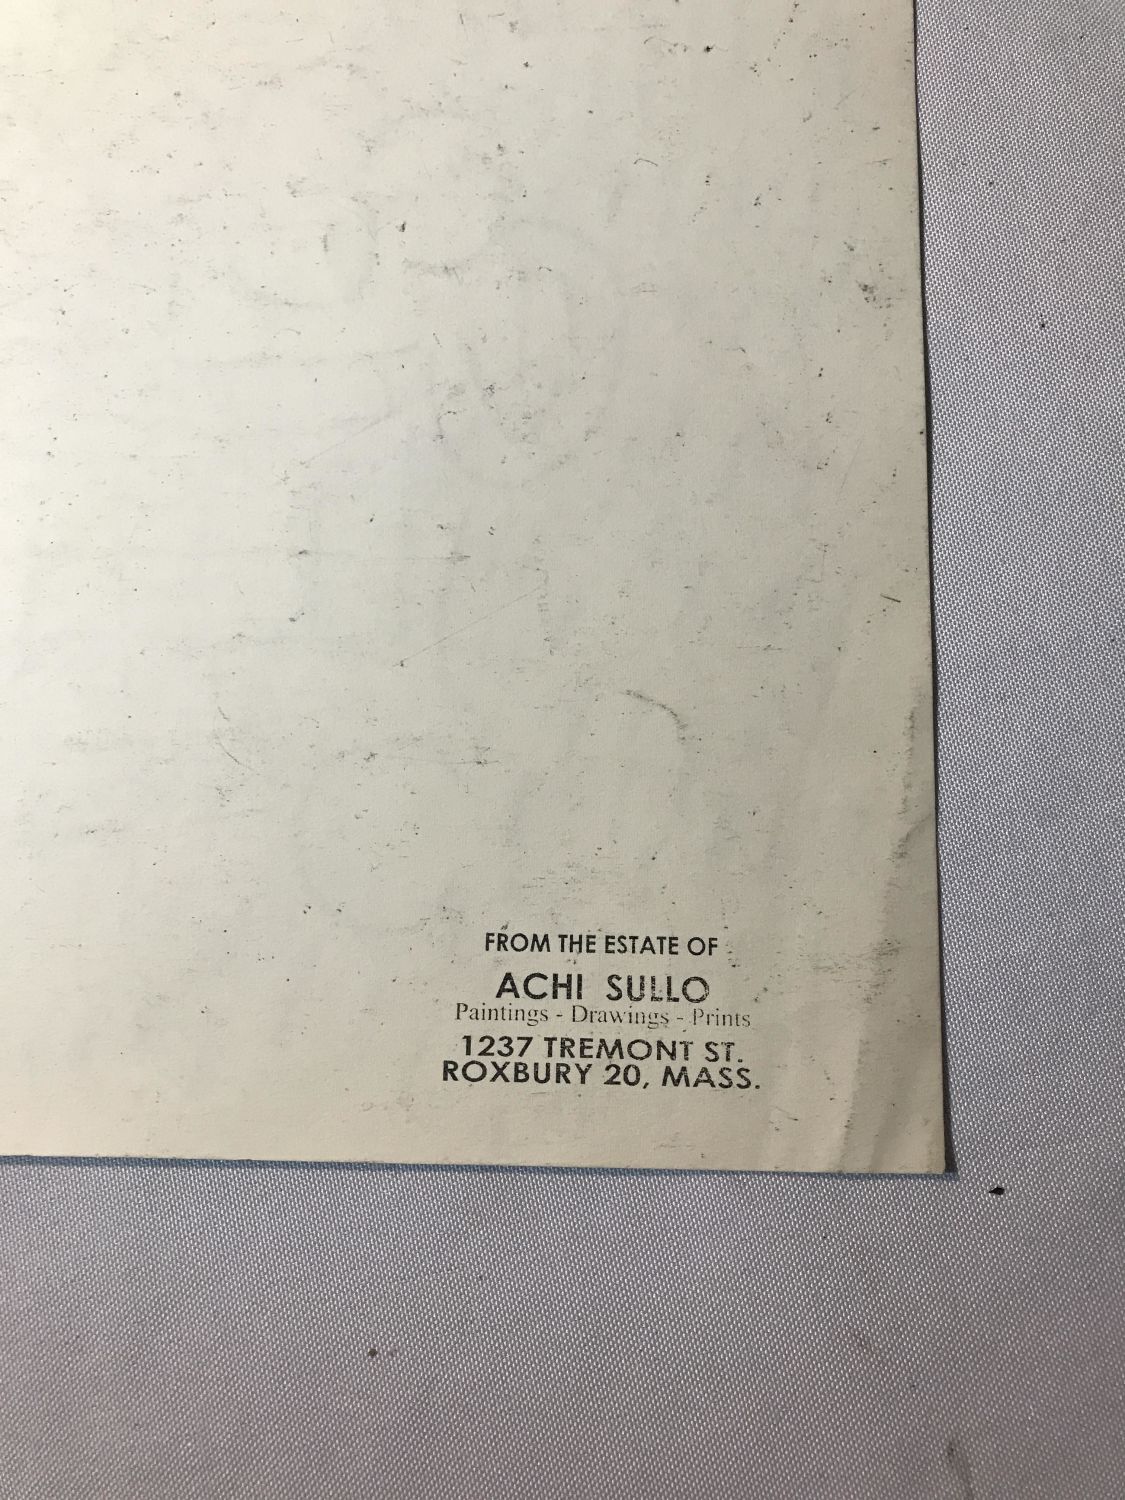 FROM THE ESTATE OF
ACHI SULLO
Paintings - Drawings - Prints
1237 TREMONT ST.
ROXBURY 20, MASS.